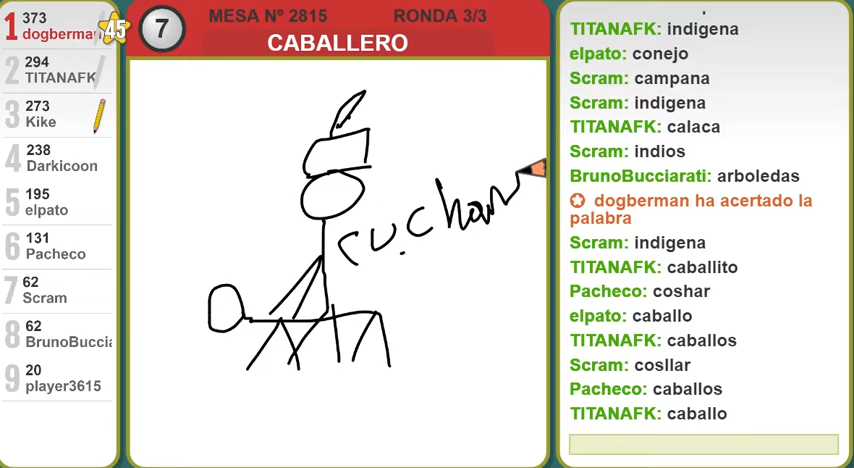 1 373
dogberman
45
2 294
TITANAFK
3 273
Kike
4 238
Darkicoon
5 195
elpato
6 131
Pacheco
7 62
Scram
8 62
BrunoBuccia
9 20
player3615
7
MESA Nº 2815 RONDA 3/3
CABALLERO
TITANAFK: indigena
elpato: conejo
Scram: campana
Scram: indigena
TITANAFK: calaca
Scram: indios
BrunoBucciarati: arboledas
dogberman ha acertado la
palabra
Scram: indigena
TITANAFK: caballito
Pacheco: coshar
elpato: caballo
TITANAFK: caballos
Scram: cosllar
Pacheco: caballos
TITANAFK: caballo